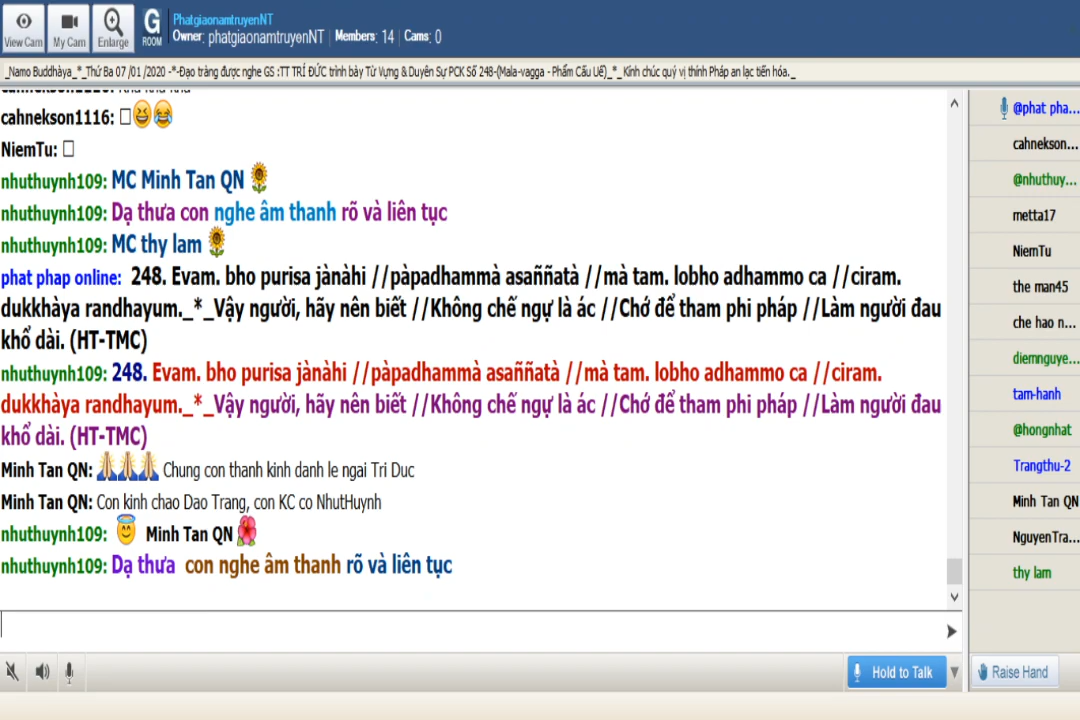 PhatgiaonamtruyenNT
View Cam My Cam Enlarge G ROOM Owner: phatgiaonamtruyenNT | Members: 14 | Cams: 0
_Namo Buddhàya_*_Thứ Ba 07 /01 /2020 -*-Đạo tràng được nghe GS :TT TRÍ ĐỨC trình bày Từ Vựng & Duyên Sự PCK Số 248-(Mala-vagga - Phẩm Cấu Uế)_*_ Kính chúc quý vị thính Pháp an lạc tiến hóa._
cahnekson1116:
NiemTu:
nhuthuynh109: MC Minh Tan QN
nhuthuynh109: Dạ thưa con nghe âm thanh rõ và liên tục
nhuthuynh109: MC thy lam
phat phap online: 248. Evam. bho purisa jànàhi //pàpadhammà asaññatà //mà tam. lobho adhammo ca //ciram.
dukkhàya randhayum._*_Vậy người, hãy nên biết //Không chế ngự là ác //Chớ để tham phi pháp //Làm người đau
khổ dài. (HT-TMC)
nhuthuynh109: 248. Evam. bho purisa jànàhi //pàpadhammà asaññatà //mà tam. lobho adhammo ca //ciram.
dukkhàya randhayum._*_Vậy người, hãy nên biết //Không chế ngự là ác //Chớ để tham phi pháp //Làm người đau
khổ dài. (HT-TMC)
Minh Tan QN: Chung con thanh kinh danh le ngai Tri Duc
Minh Tan QN: Con kinh chao Dao Trang, con KC co NhutHuynh
nhuthuynh109: Minh Tan QN
nhuthuynh109: Dạ thưa con nghe âm thanh rõ và liên tục
@phat pha...
cahnekson...
@nhuthuy...
metta17
NiemTu
the man45
che hao n...
diemnguye...
tam-hanh
@hongnhat
Trangthu-2
Minh Tan QN
NguyenTra...
thy lam
Hold to Talk
Raise Hand